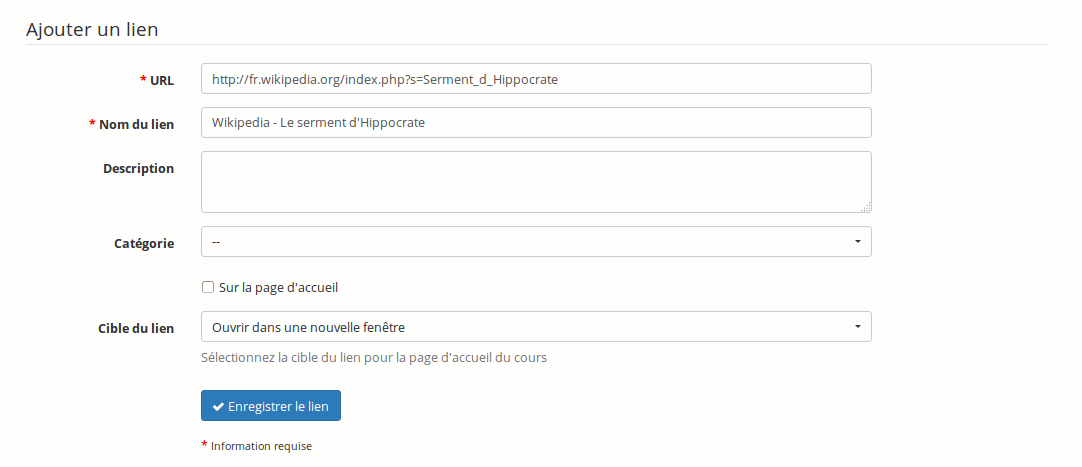 Ajouter un lien
* URL
http://fr.wikipedia.org/index.php?s=Serment_d_Hippocrate
* Nom du lien
Wikipedia - Le serment d'Hippocrate
Description
Catégorie
--
Sur la page d'accueil
Cible du lien
Ouvrir dans une nouvelle fenêtre
Sélectionnez la cible du lien pour la page d'accueil du cours
Enregistrer le lien
* Information requise